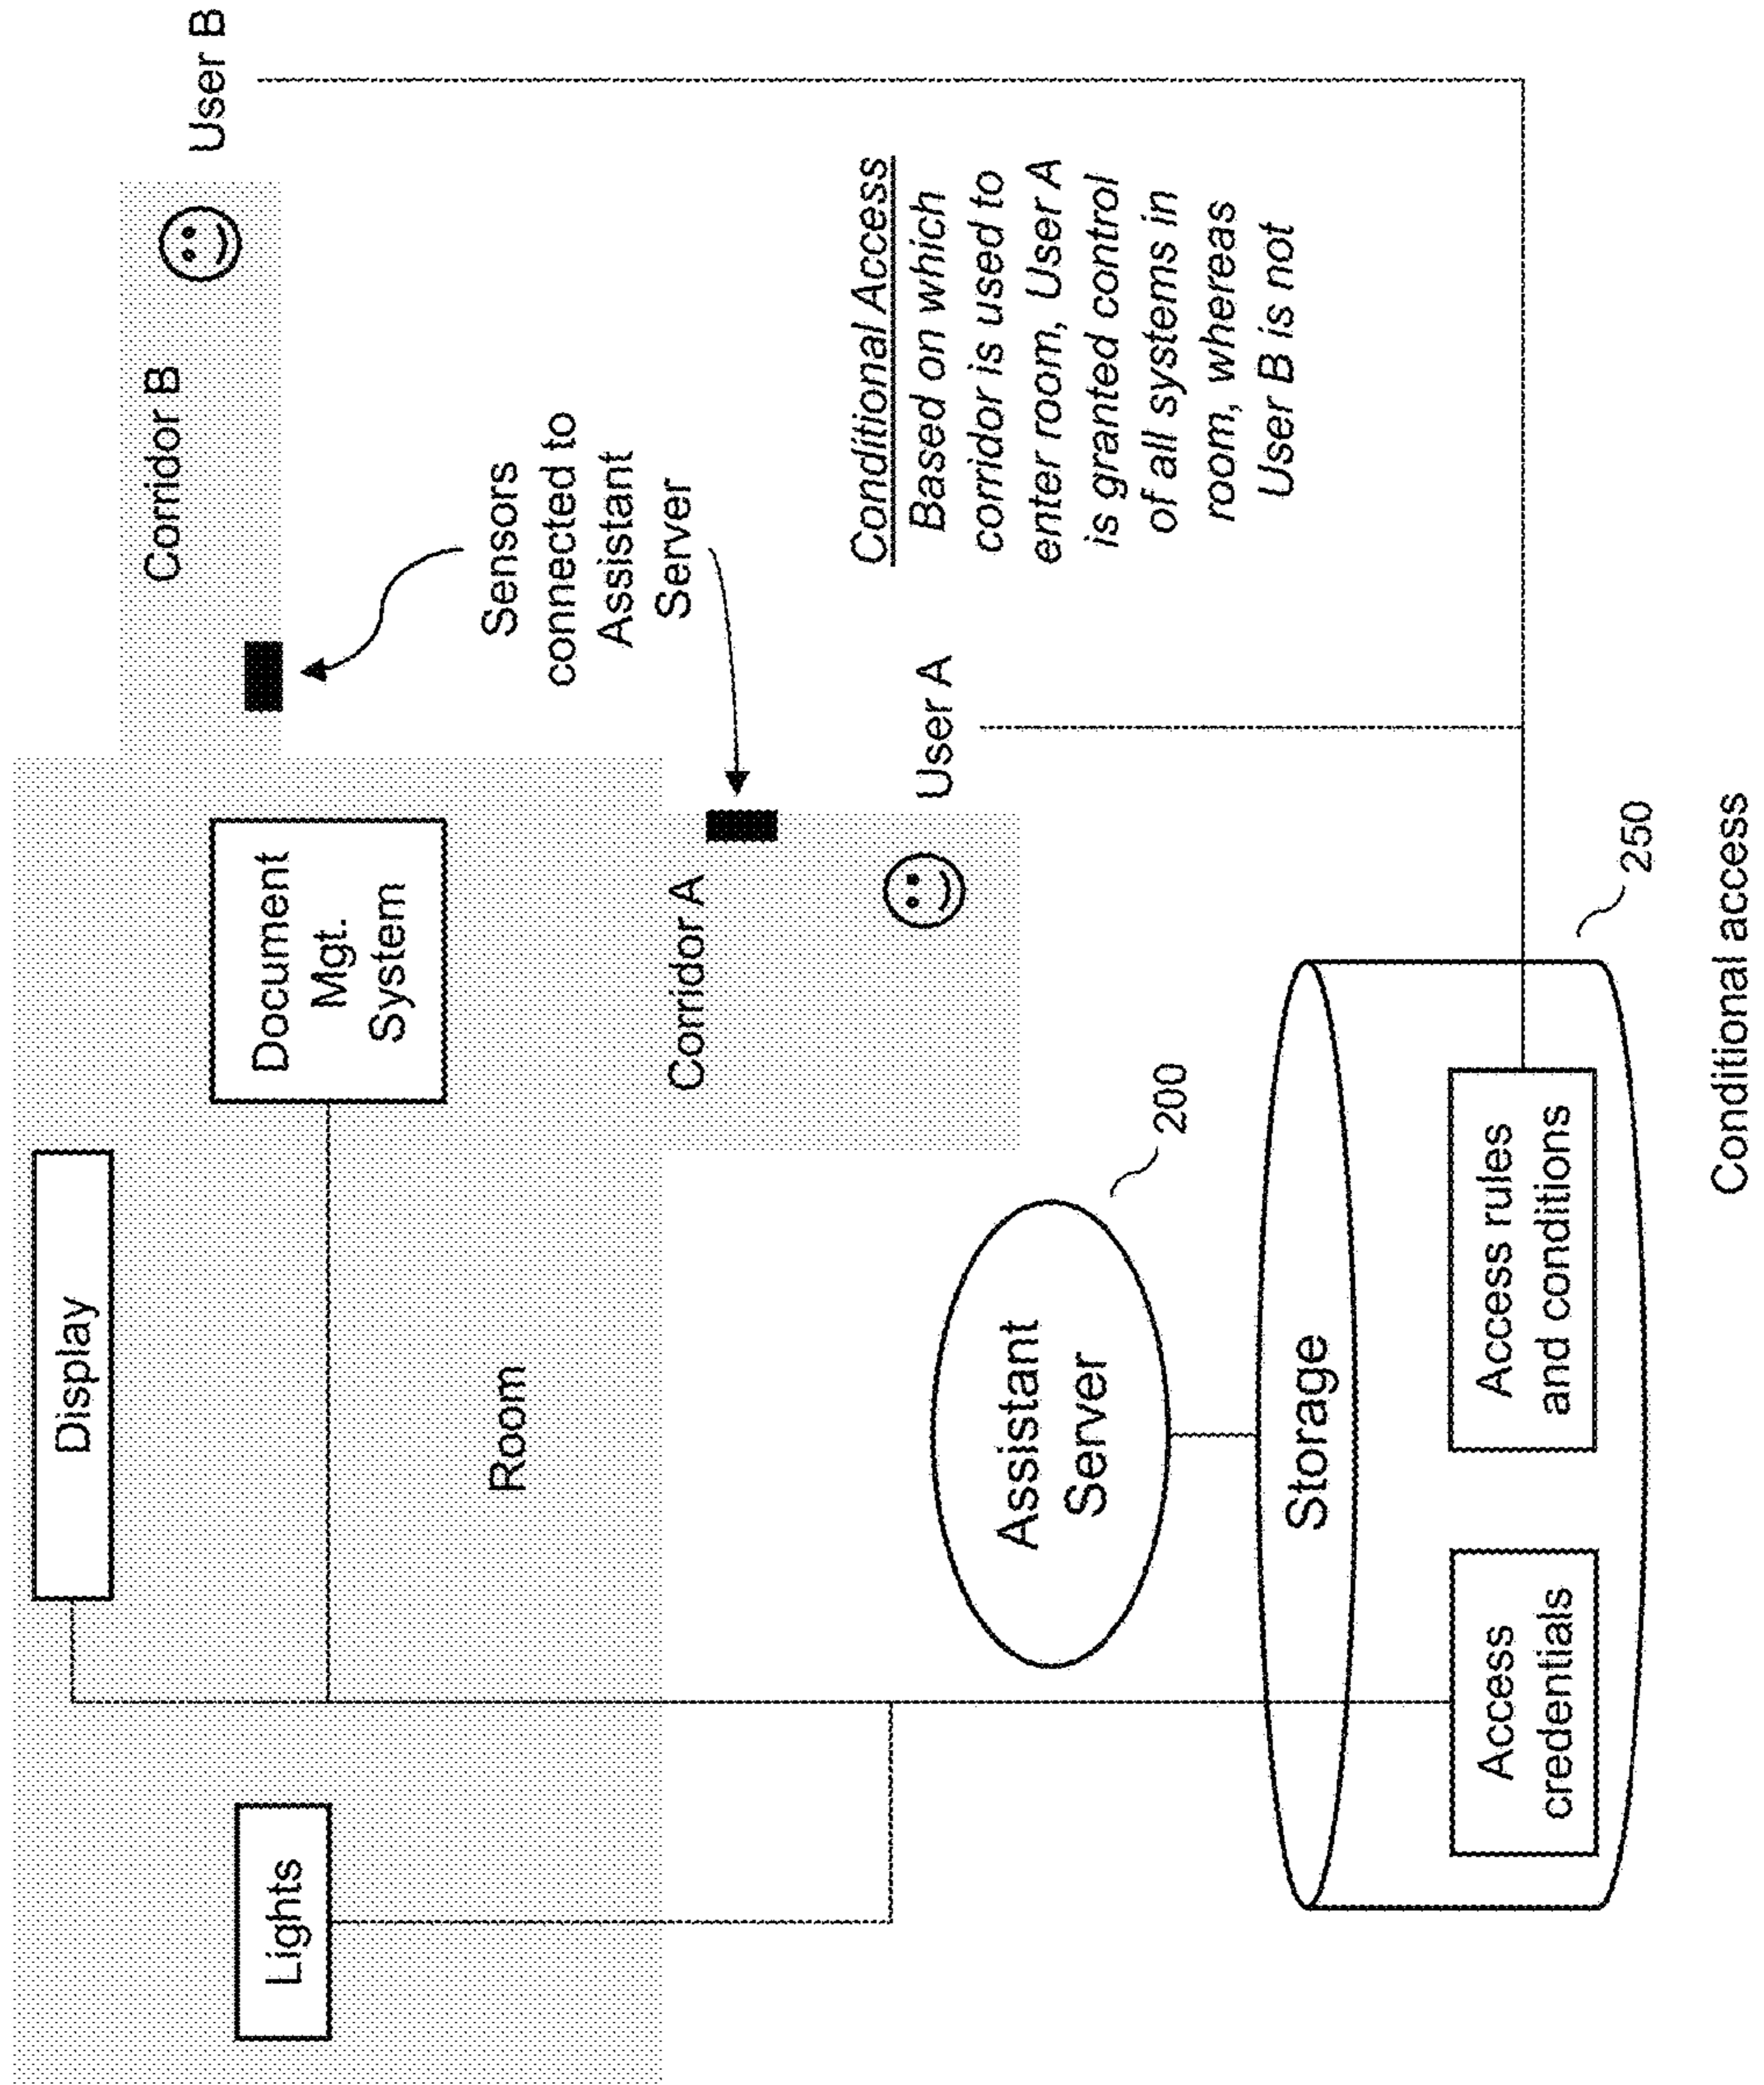 Display
Lights
Document
Mgt.
System
Room
Corridor B
User B
Sensors
connected to
Assistant
Server
Corridor A
User A
Conditional Access
Based on which
corridor is used to
enter room, User A
is granted control
of all systems in
room, whereas
User B is not
Assistant
Server
200
Storage
250
Access
credentials
Access rules
and conditions
Conditional access